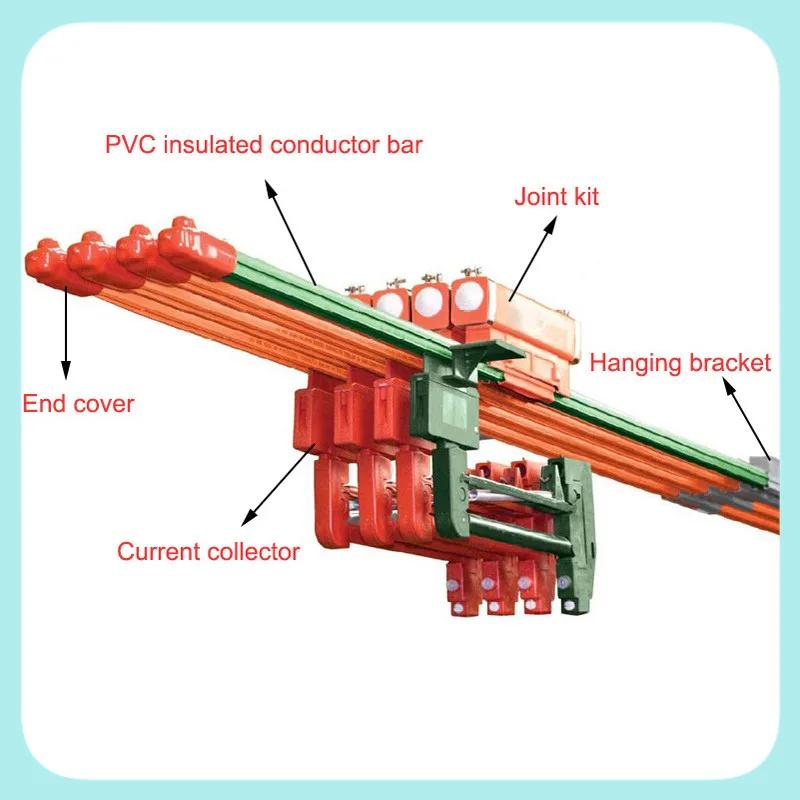 PVC insulated conductor bar
Joint kit
Hanging bracket
End cover
Current collector